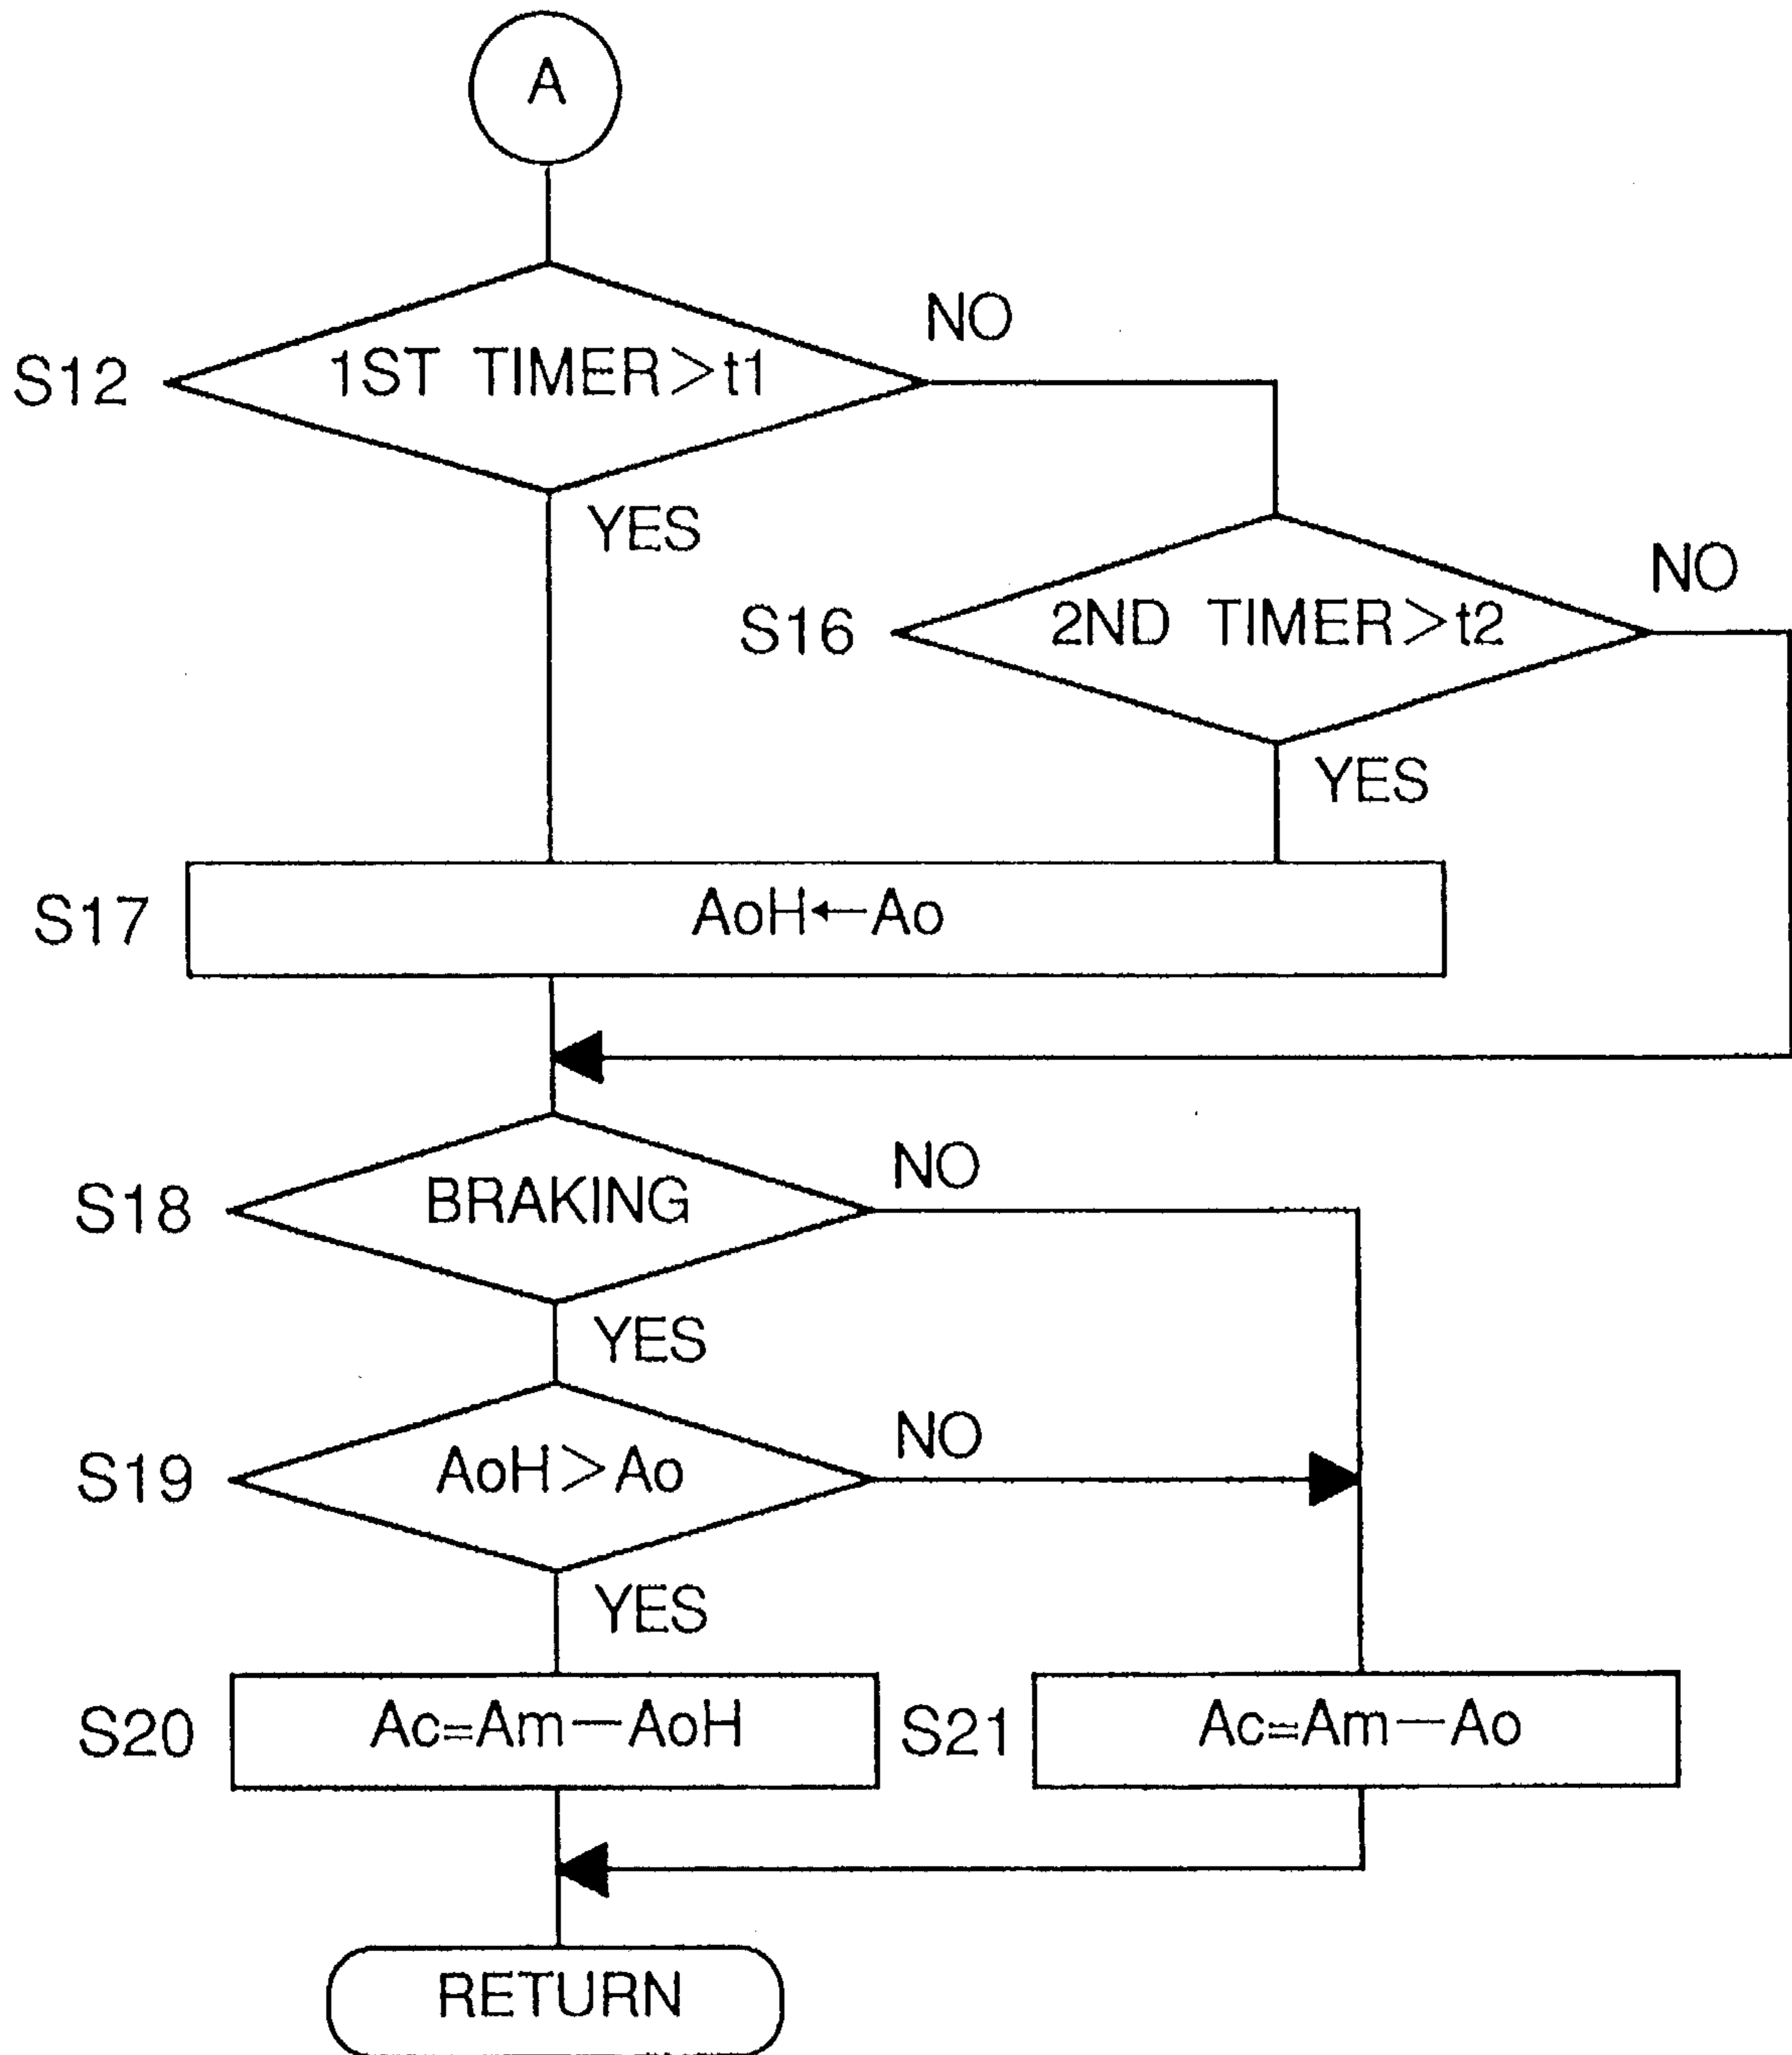 A
NO
S12
1ST TIMER>t1
YES
NO
S16
2ND TIMER>t2
YES
S17
AoH←Ao
S18
BRAKING
NO
YES
S19
AoH>Ao
NO
YES
S20
Ac=Am—AoH
S21
Ac=Am—Ao
RETURN